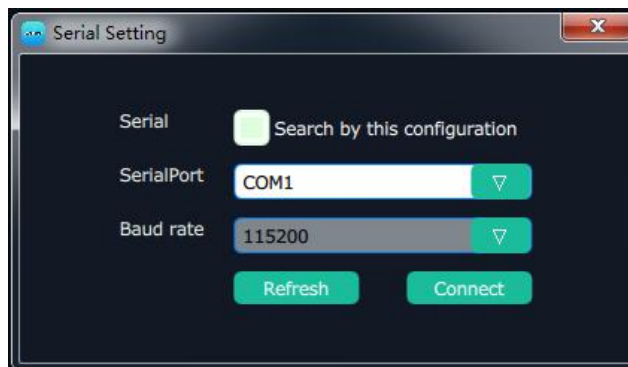 Serial Setting
Serial
Search by this configuration
SerialPort
COM1
Baud rate
115200
Refresh
Connect